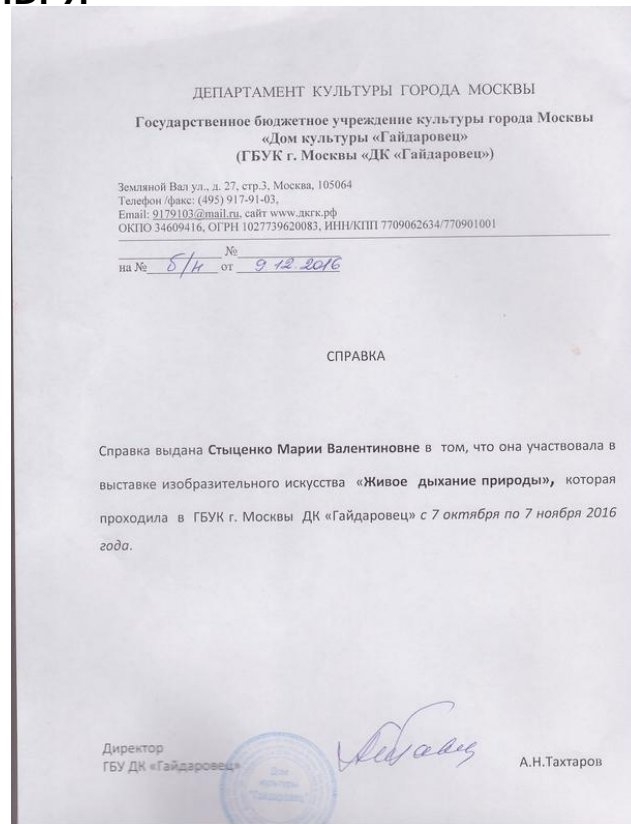 ДЕПАРТАМЕНТ КУЛЬТУРЫ ГОРОДА МОСКВЫ
Государственное бюджетное учреждение культуры города Москвы
«Дом культуры «Гайдаровец»
(ГБУК г. Москвы «ДК «Гайдаровец»)
Земляной Вал ул., д. 27, стр.3, Москва, 105064
Телефон /факс: (495) 917-91-03,
Email: 9179103@mail.ru, сайт www.дкгк.рф
ОКПО 34609416, ОГРН 1027739620083, ИНН/КПП 7709062634/770901001
№
на № б/н от 9.12.2016
СПРАВКА
Справка выдана Стыценко Марии Валентиновне в том, что она участвовала в
выставке изобразительного искусства «Живое дыхание природы», которая
проходила в ГБУК г. Москвы ДК «Гайдаровец» с 7 октября по 7 ноября 2016
года.
Директор
ГБУ ДК «Гайдаровец»
А.Н.Тахтаров
Дом
культуры
"Гайдаровец"